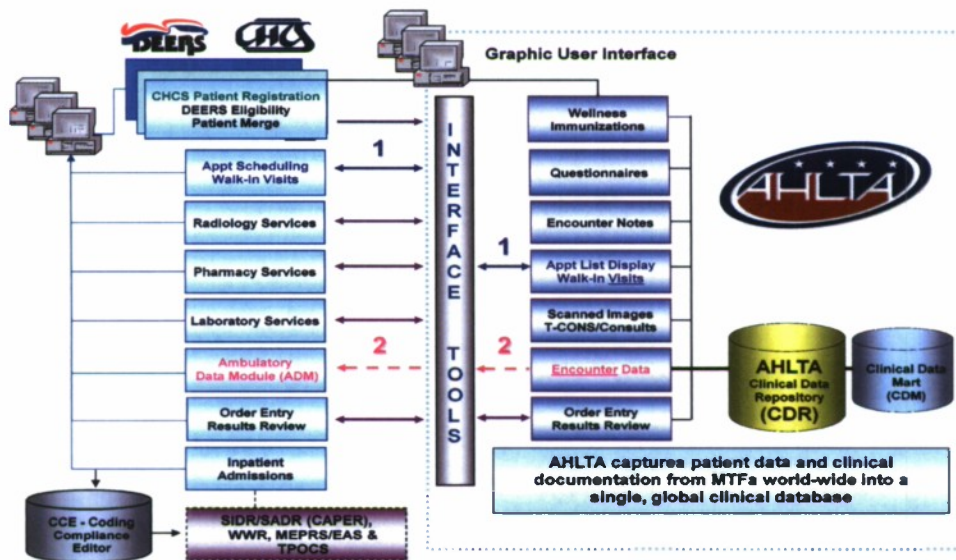 DEERS
CHCS
Graphic User Interface
CHCS Patient Registration
DEERS Eligibility
Patient Merge
1
Appt Scheduling
Walk-in Visits
Radiology Services
Pharmacy Services
Laboratory Services
2
Ambulatory
Data Module (ADM)
Order Entry
Results Review
Inpatient
Admissions
CCE - Coding
Compliance
Editor
SIDR/SADR (CAPER),
WWR, MEPRS/EAS &
TPOCS
INTERFACE
TOOLS
Wellness
Immunizations
Questionnaires
Encounter Notes
1
Appt List Display
Walk-in Visits
Scanned Images
T-CONS/Consults
2
Encounter Data
Order Entry
Results Review
AHLTA
AHLTA
Clinical Data
Repository
(CDR)
Clinical Data
Mart
(CDM)
AHLTA captures patient data and clinical
documentation from MTFa world-wide into a
single, global clinical database